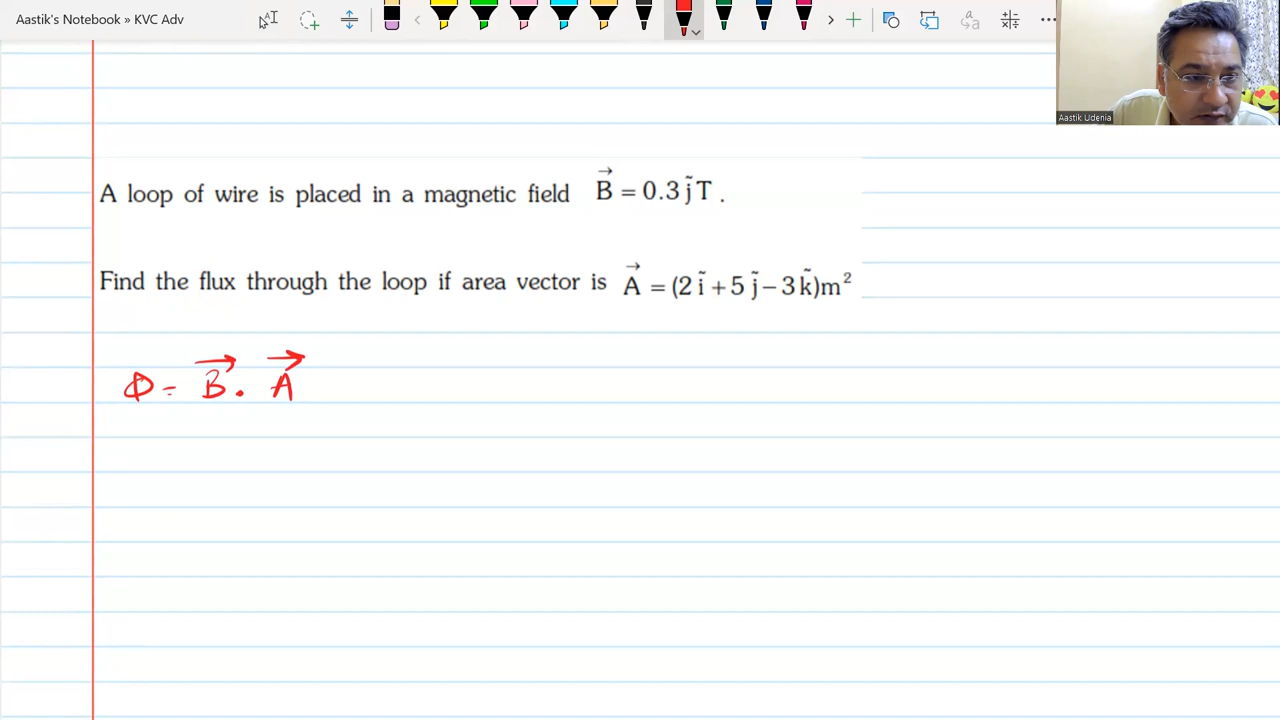 Aastik's Notebook » KVC Adv
Aastik Udenia
A loop of wire is placed in a magnetic field B⃗ = 0.3 j̃ T .
Find the flux through the loop if area vector is A⃗ = (2 ĩ + 5 j̃ − 3 k̃)m²
Φ = B⃗ . A⃗